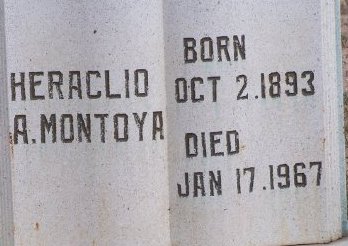 HERACLIO
A. MONTOYA
BORN
OCT 2.1893
DIED
JAN 17.1967